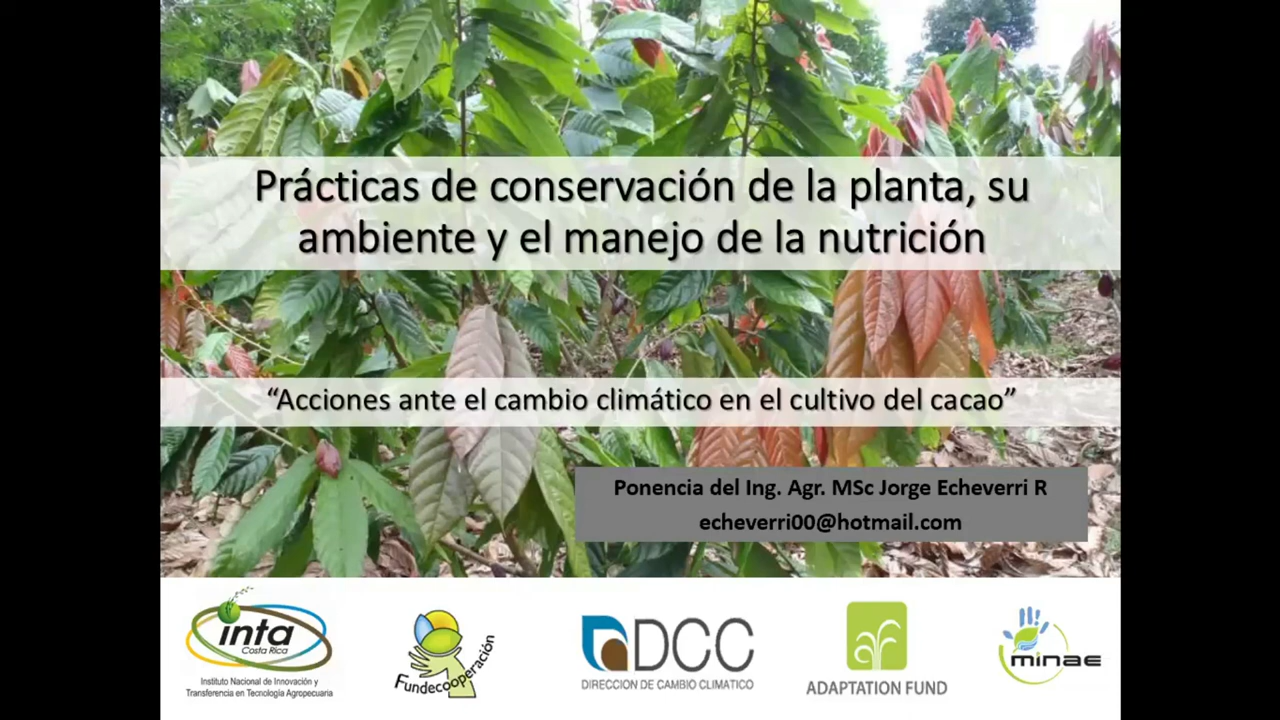 Prácticas de conservación de la planta, su
ambiente y el manejo de la nutrición
“Acciones ante el cambio climático en el cultivo del cacao”
Ponencia del Ing. Agr. MSc Jorge Echeverri R
echeverri00@hotmail.com
inta
Costa Rica
Instituto Nacional de Innovación y
Transferencia en Tecnología Agropecuaria
Fundecooperación
DCC
DIRECCION DE CAMBIO CLIMATICO
ADAPTATION FUND
minae